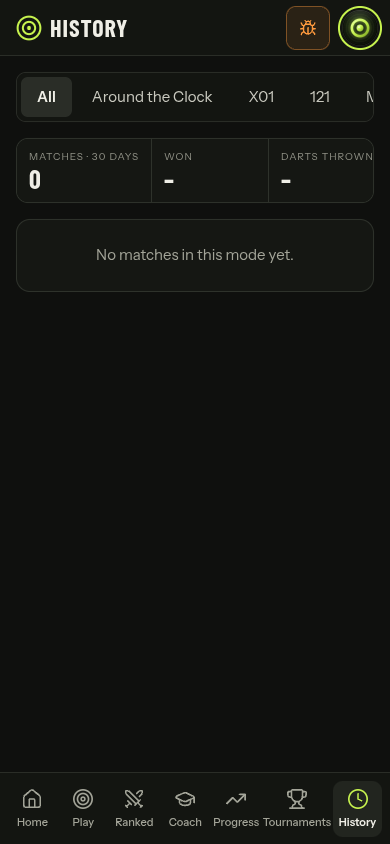 HISTORY
All Around the Clock X01 121 M
MATCHES · 30 DAYS WON DARTS THROWN
0 - -
No matches in this mode yet.
Home Play Ranked Coach Progress Tournaments History